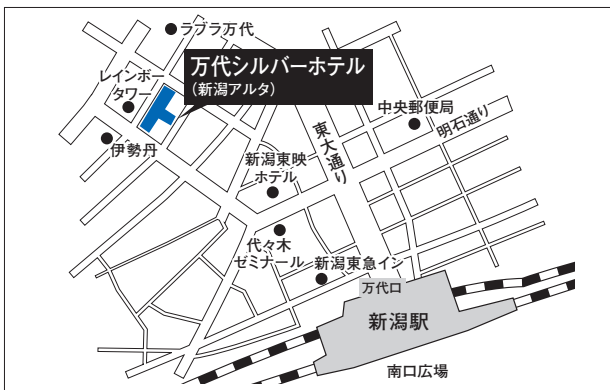 ラブラ万代
万代シルバーホテル
(新潟アルタ)
レインボー
タワー
伊勢丹
中央郵便局
明石通り
東大通り
新潟東映
ホテル
代々木
ゼミナール
新潟東急イン
万代口
新潟駅
南口広場